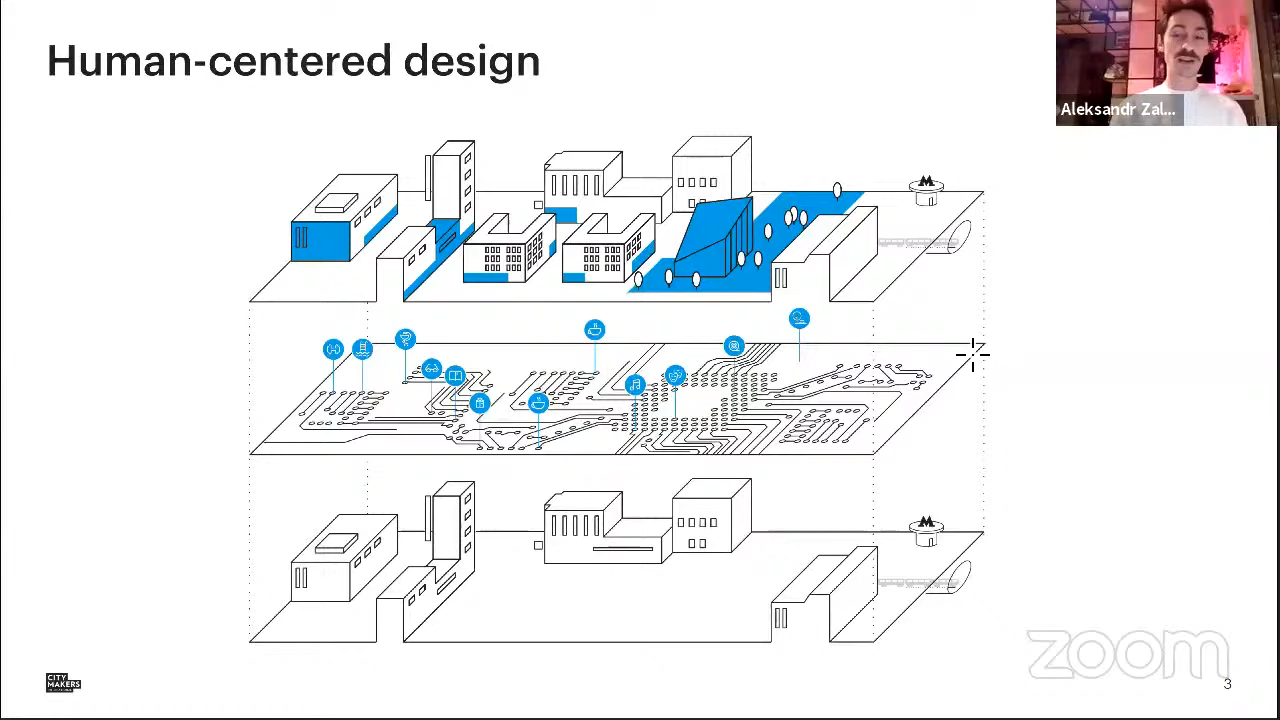 Human-centered design
Aleksandr Zal...
M
M
CITY
MAKERS
zoom
3